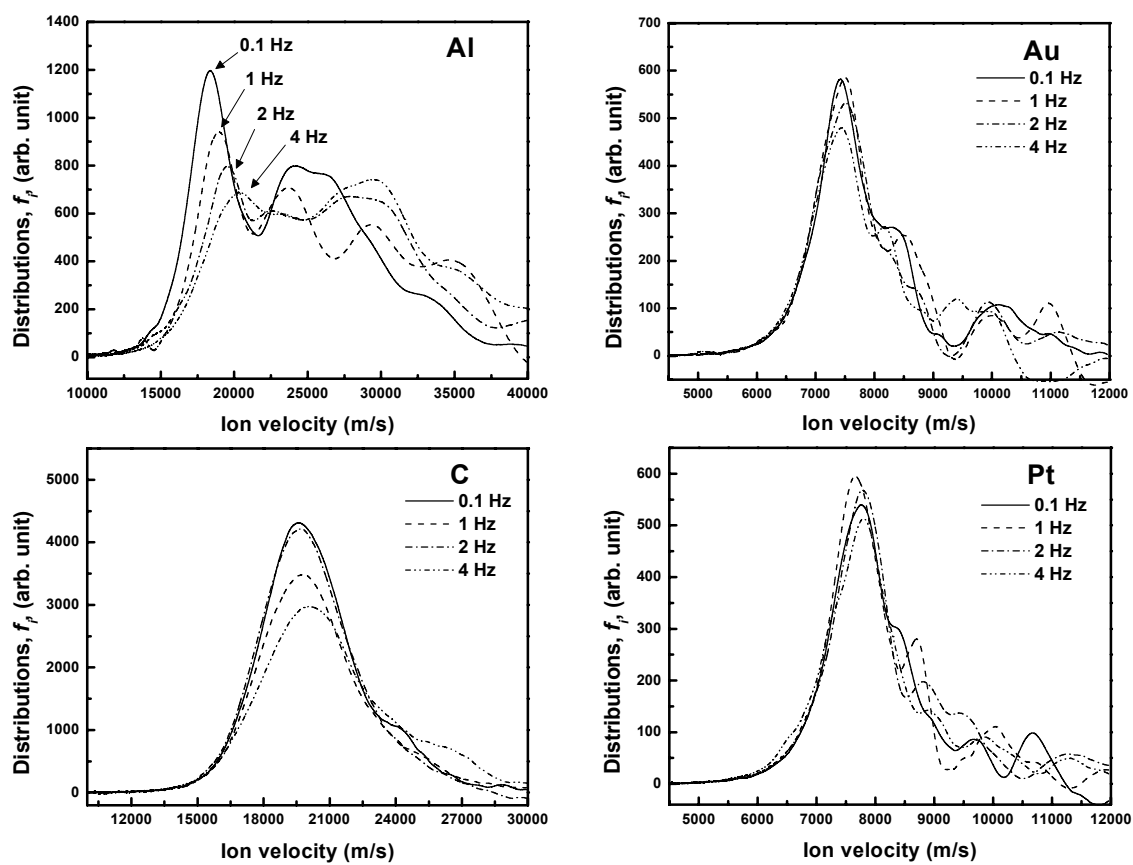 Al
0.1 Hz
1 Hz
2 Hz
4 Hz
1400
1200
1000
800
600
400
200
0
Distributions, f_i, (arb. unit)
10000 15000 20000 25000 30000 35000 40000
Ion velocity (m/s)
Au
0.1 Hz
1 Hz
2 Hz
4 Hz
700
600
500
400
300
200
100
0
Distributions, f_i, (arb. unit)
5000 6000 7000 8000 9000 10000 11000 12000
Ion velocity (m/s)
C
0.1 Hz
1 Hz
2 Hz
4 Hz
5000
4000
3000
2000
1000
0
Distributions, f_i, (arb. unit)
12000 15000 18000 21000 24000 27000 30000
Ion velocity (m/s)
Pt
0.1 Hz
1 Hz
2 Hz
4 Hz
600
500
400
300
200
100
0
Distributions, f_i, (arb. unit)
5000 6000 7000 8000 9000 10000 11000 12000
Ion velocity (m/s)